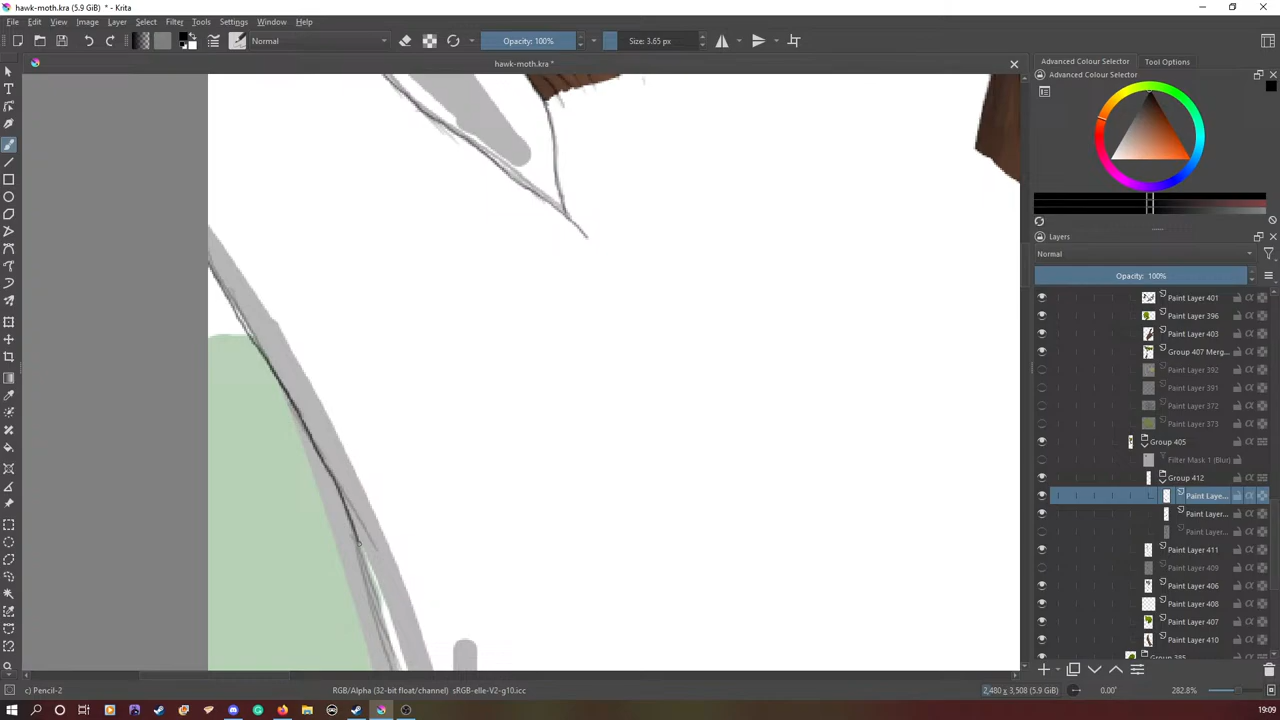 hawk-moth.kra (5.9 GiB) * - Krita
File Edit View Image Layer Select Filter Tools Settings Window Help
Normal Opacity: 100% Size: 3.65 px
hawk-moth.kra *
Advanced Colour Selector Tool Options
Advanced Colour Selector
Layers
Normal
Opacity: 100%
Paint Layer 401
Paint Layer 396
Paint Layer 403
Group 407 Merg...
Paint Layer 392
Paint Layer 391
Paint Layer 372
Paint Layer 373
Group 405
Filter Mask 1 (Blur)
Group 412
Paint Laye...
Paint Layer...
Paint Layer...
Paint Layer 411
Paint Layer 409
Paint Layer 406
Paint Layer 408
Paint Layer 407
Paint Layer 410
Group 385
c) Pencil-2 RGB/Alpha (32-bit float/channel) sRGB-elle-V2-g10.icc 2,480 x 3,508 (5.9 GiB) 0.00° 282.8%
19:09